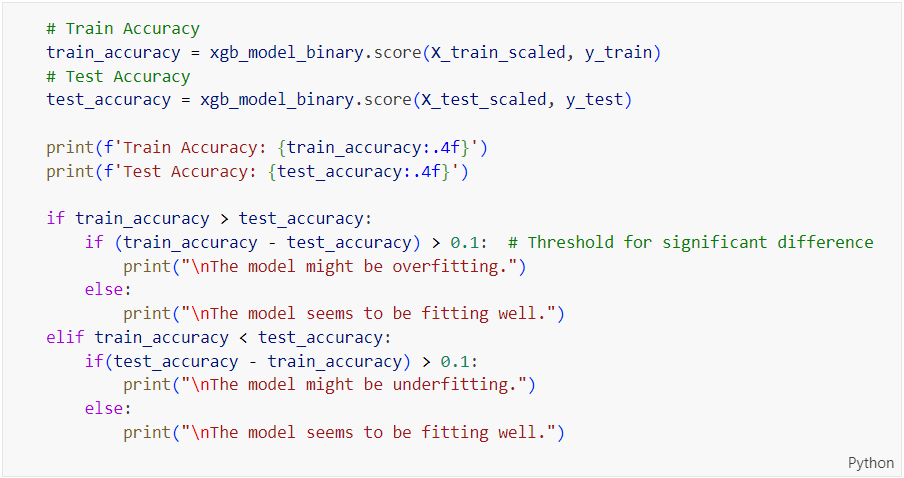 # Train Accuracy
train_accuracy = xgb_model_binary.score(X_train_scaled, y_train)
# Test Accuracy
test_accuracy = xgb_model_binary.score(X_test_scaled, y_test)

print(f'Train Accuracy: {train_accuracy:.4f}')
print(f'Test Accuracy: {test_accuracy:.4f}')

if train_accuracy > test_accuracy:
    if (train_accuracy - test_accuracy) > 0.1:  # Threshold for significant difference
        print("\nThe model might be overfitting.")
    else:
        print("\nThe model seems to be fitting well.")
elif train_accuracy < test_accuracy:
    if(test_accuracy - train_accuracy) > 0.1:
        print("\nThe model might be underfitting.")
    else:
        print("\nThe model seems to be fitting well.")
Python